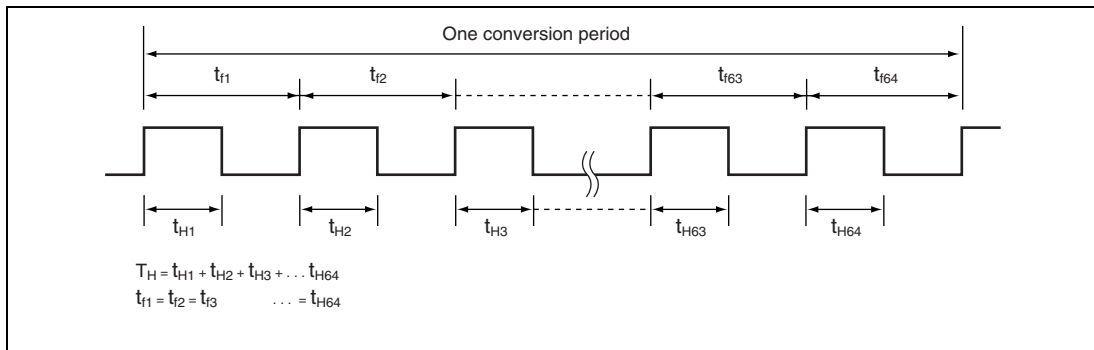 One conversion period
tf1 tf2 tf63 tf64
tH1 tH2 tH3 tH63 tH64
TH = tH1 + tH2 + tH3 + . . . tH64
tf1 = tf2 = tf3 . . . = tH64